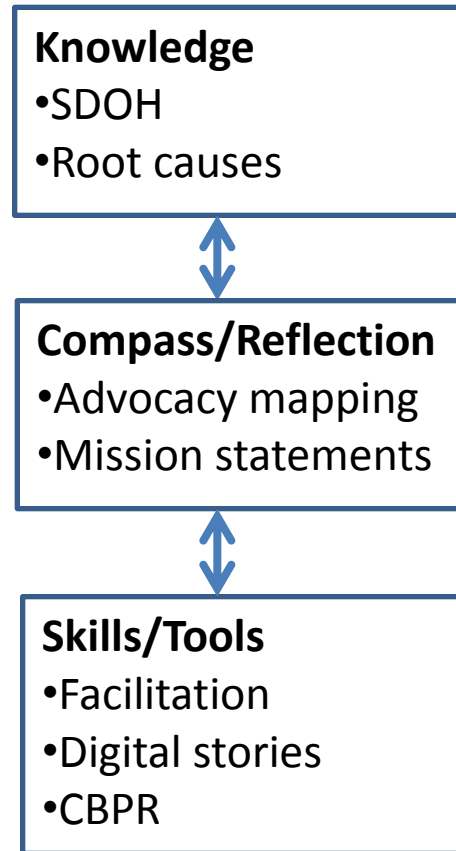 Knowledge
•SDOH
•Root causes
Compass/Reflection
•Advocacy mapping
•Mission statements
Skills/Tools
•Facilitation
•Digital stories
•CBPR